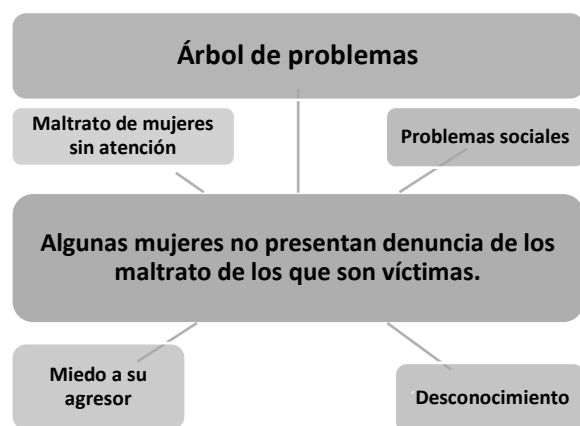 Árbol de problemas
Maltrato de mujeres
sin atención
Problemas sociales
Algunas mujeres no presentan denuncia de los
maltrato de los que son víctimas.
Miedo a su
agresor
Desconocimiento